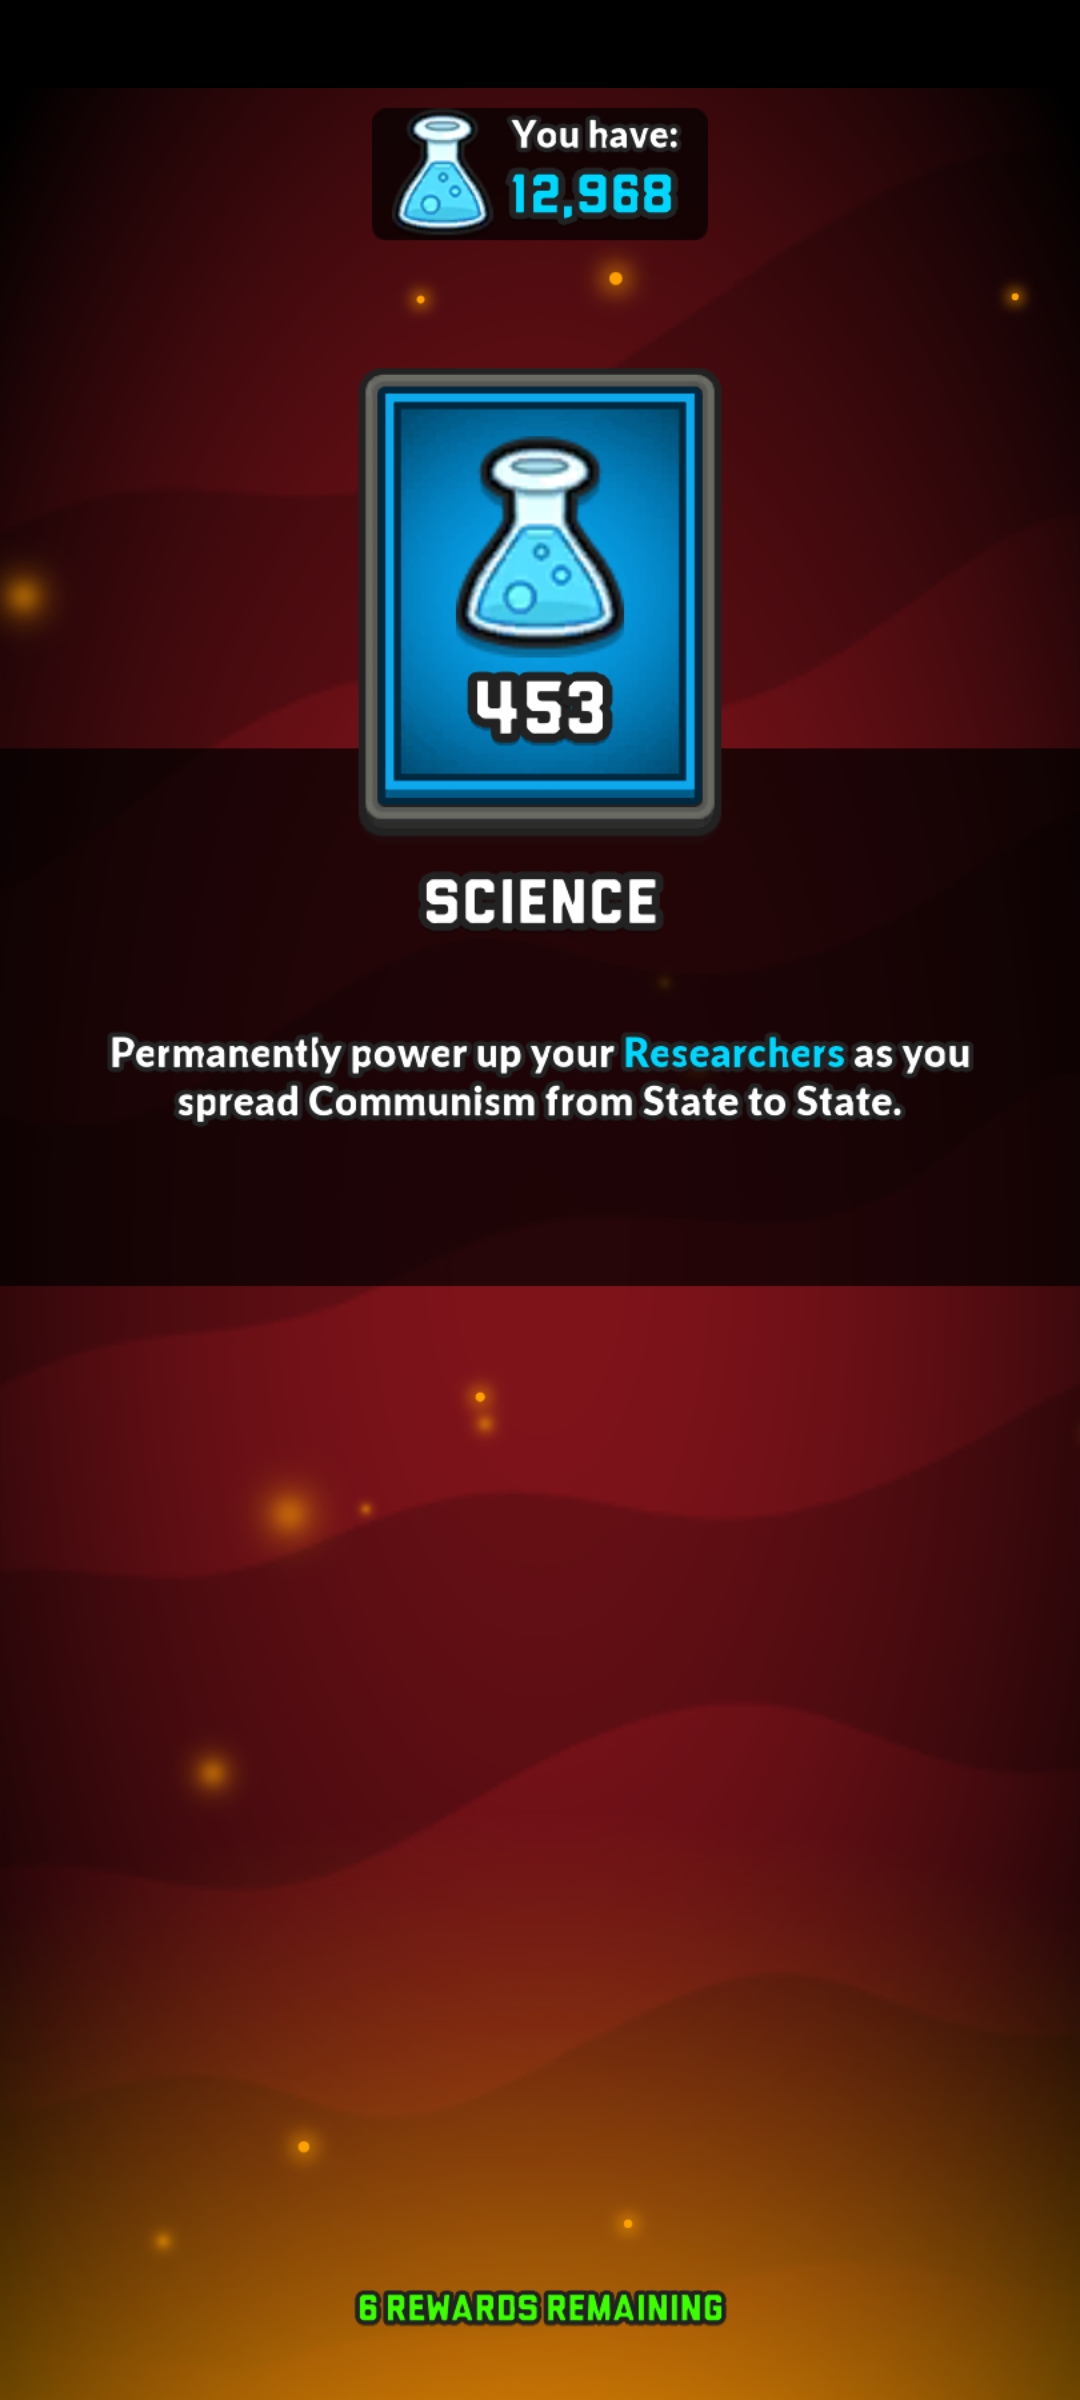 You have:
12,968
453
SCIENCE
Permanently power up your Researchers as you
spread Communism from State to State.
6 REWARDS REMAINING